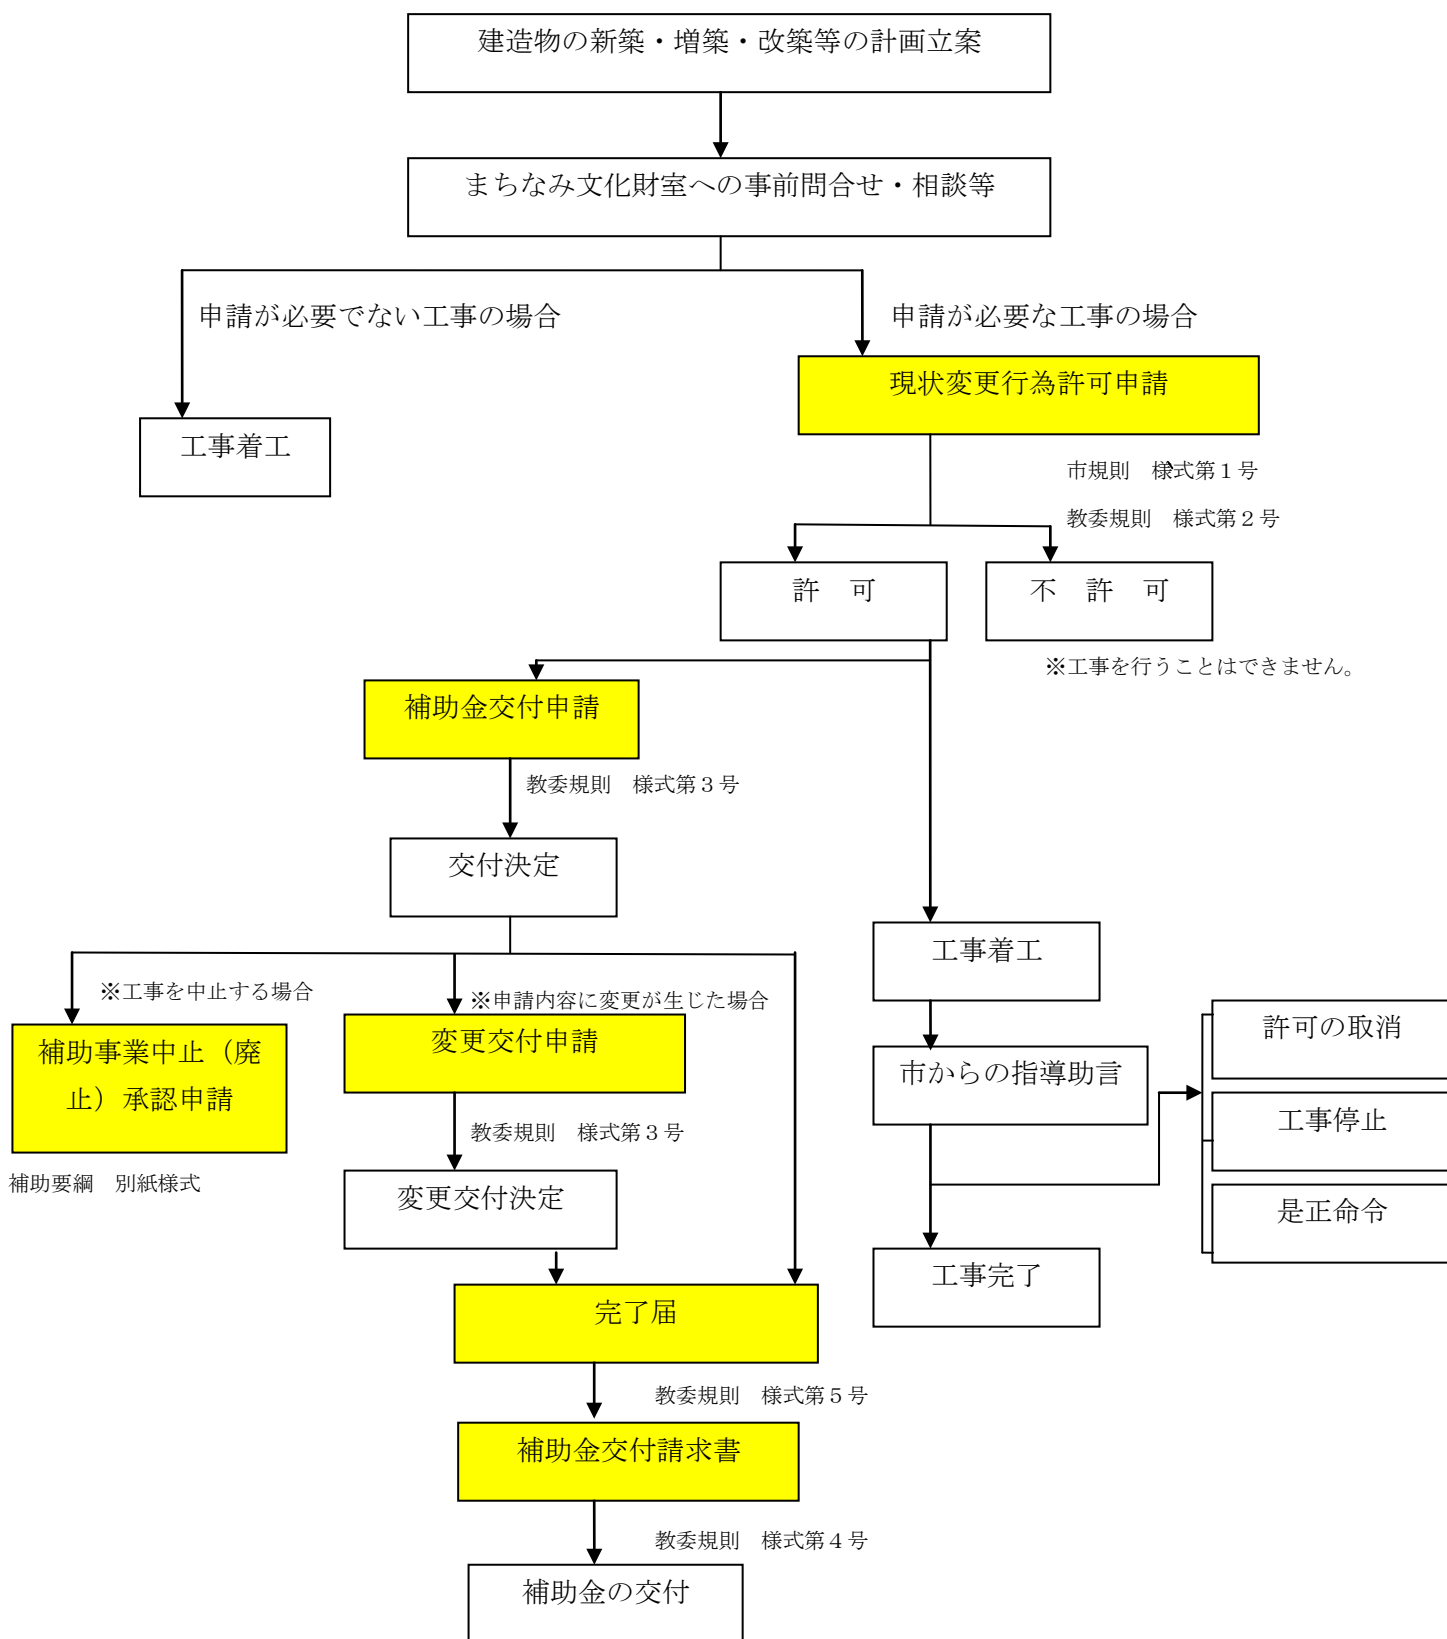 建造物の新築・増築・改築等の計画立案
まちなみ文化財室への事前問合せ・相談等
申請が必要でない工事の場合
申請が必要な工事の場合
現状変更行為許可申請
工事着工
市規則　様式第１号
教委規則　様式第２号
許　可
不　許　可
※工事を行うことはできません。
補助金交付申請
教委規則　様式第３号
交付決定
工事着工
※工事を中止する場合
※申請内容に変更が生じた場合
補助事業中止（廃
止）承認申請
変更交付申請
市からの指導助言
許可の取消
工事停止
是正命令
教委規則　様式第３号
補助要綱　別紙様式
変更交付決定
工事完了
完了届
教委規則　様式第５号
補助金交付請求書
教委規則　様式第４号
補助金の交付